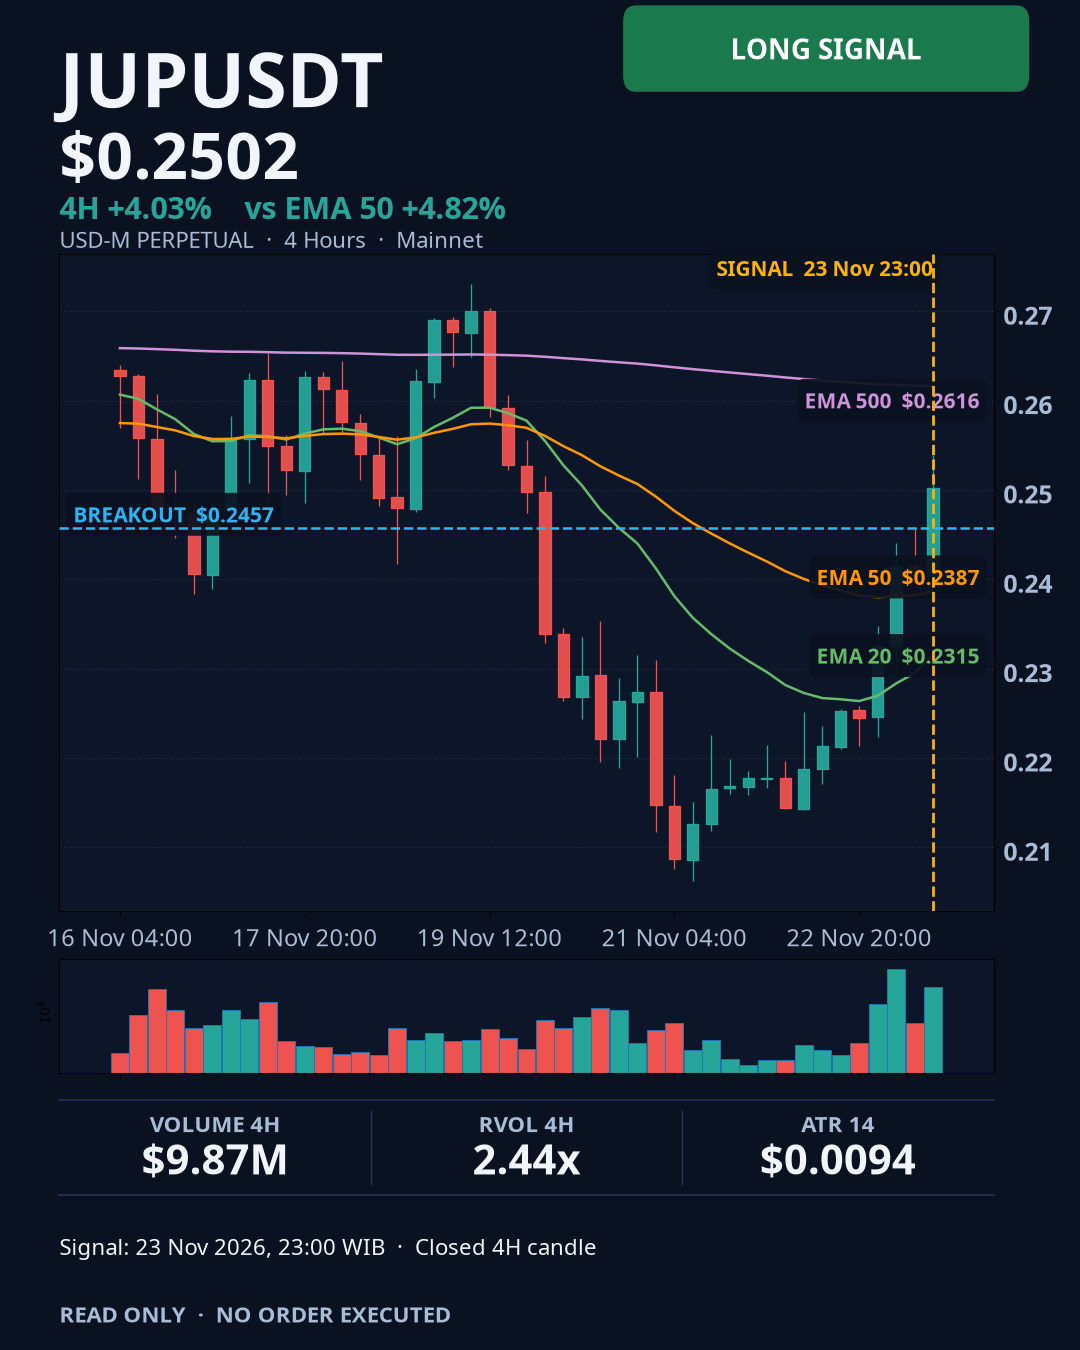 LONG SIGNAL
JUPUSDT
$0.2502
4H +4.03% vs EMA 50 +4.82%
USD-M PERPETUAL · 4 Hours · Mainnet
SIGNAL 23 Nov 23:00
0.27
EMA 500 $0.2616
0.26
0.25
BREAKOUT $0.2457
EMA 50 $0.2387
0.24
EMA 20 $0.2315
0.23
0.22
0.21
16 Nov 04:00 17 Nov 20:00 19 Nov 12:00 21 Nov 04:00 22 Nov 20:00
10⁶
VOLUME 4H RVOL 4H ATR 14
$9.87M 2.44x $0.0094
Signal: 23 Nov 2026, 23:00 WIB · Closed 4H candle
READ ONLY · NO ORDER EXECUTED